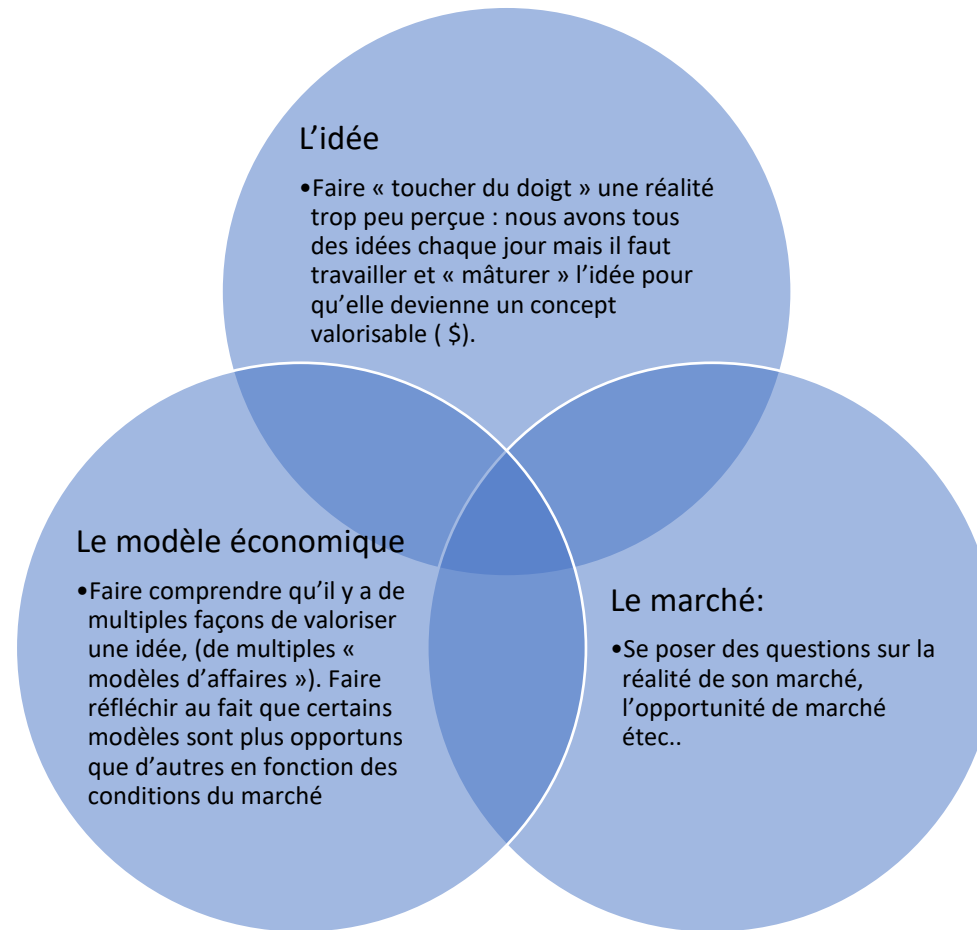 L’idée
•Faire « toucher du doigt » une réalité
trop peu perçue : nous avons tous
des idées chaque jour mais il faut
travailler et « mâturer » l’idée pour
qu’elle devienne un concept
valorisable ( $).
Le modèle économique
•Faire comprendre qu’il y a de
multiples façons de valoriser
une idée, (de multiples «
modèles d’affaires »). Faire
réfléchir au fait que certains
modèles sont plus opportuns
que d’autres en fonction des
conditions du marché
Le marché:
•Se poser des questions sur la
réalité de son marché,
l’opportunité de marché
étec..